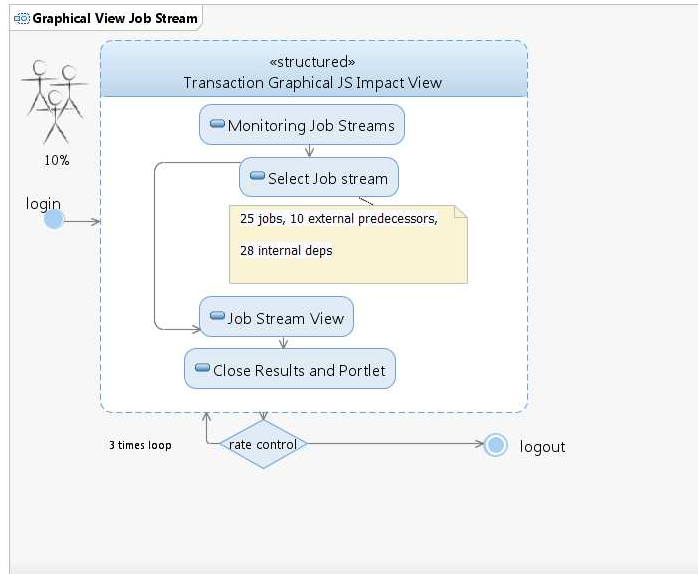 Graphical View Job Stream
«structured»
Transaction Graphical JS Impact View
Monitoring Job Streams
10%
Select Job stream
login
25 jobs, 10 external predecessors,
28 internal deps
Job Stream View
Close Results and Portlet
3 times loop
rate control
logout